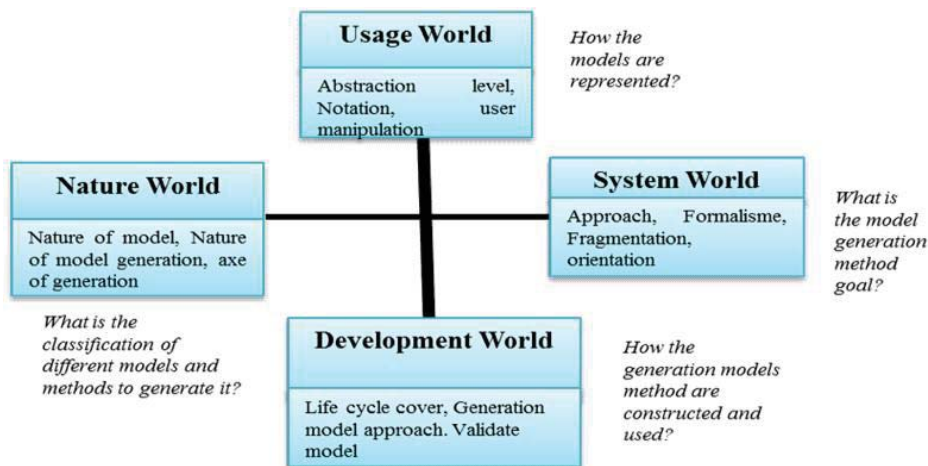 Usage World
Abstraction level,
Notation, user
manipulation
How the
models are
represented?
Nature World
Nature of model, Nature
of model generation, axe
of generation
What is the
classification of
different models and
methods to generate it?
System World
Approach, Formalisme,
Fragmentation,
orientation
What is
the model
generation
method
goal?
Development World
Life cycle cover, Generation
model approach. Validate
model
How the
generation models
method are
constructed and
used?